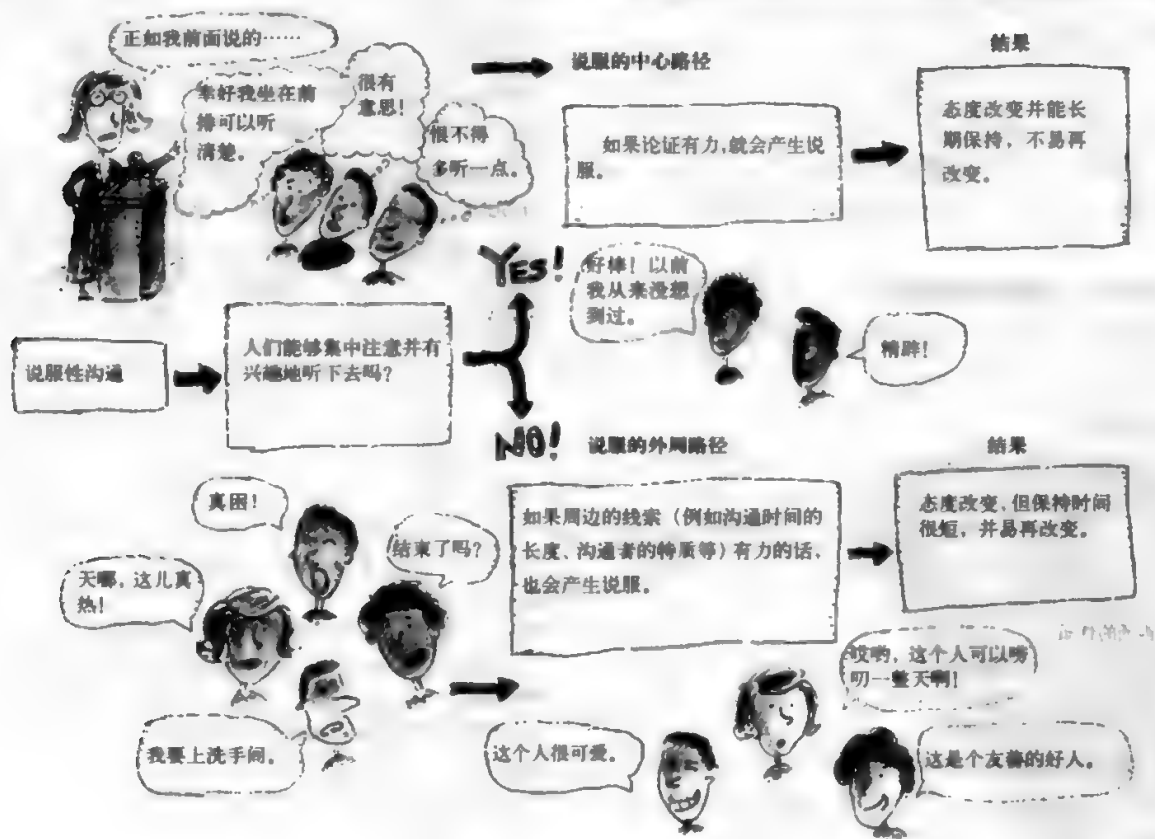 正如我前面说的……
幸好我坐在前
排可以听
清楚。
很有
意思!
恨不得
多听一点。
说服的中心路径
如果论证有力,就会产生说
服。
结果
态度改变并能长
期保持,不易再
改变。
YES!
好棒!以前
我从来没想
到过。
精辟!
说服性沟通
人们能够集中注意并有
兴趣地听下去吗?
NO!
说服的外周路径
如果周边的线索(例如沟通时间的
长度、沟通者的特质等)有力的话,
也会产生说服。
结果
态度改变,但保持时间
很短,并易再改变。
真困!
结束了吗?
天哪,这儿真
热!
我要上洗手间。
这个人很可爱。
哎哟,这个人可以唠
叨一整天啊!
这是个友善的好人。